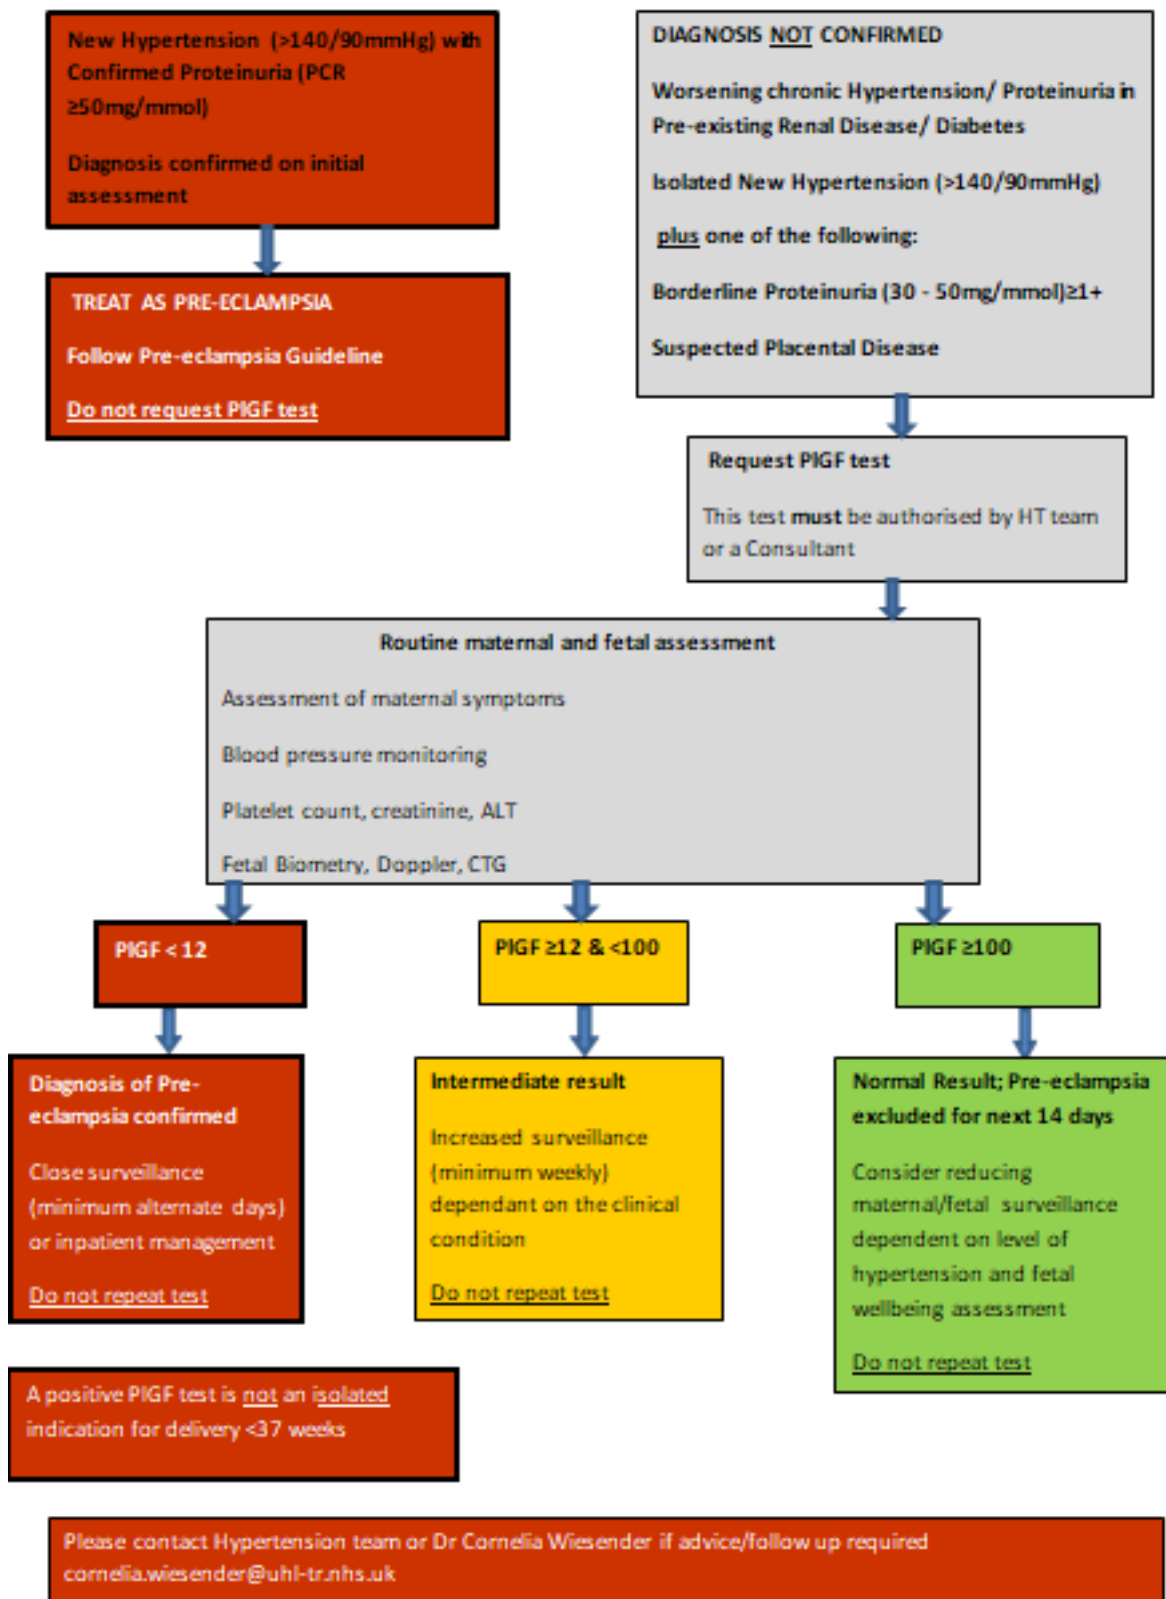 New Hypertension (>140/90mmHg) with
Confirmed Proteinuria (PCR
≥50mg/mmol)
Diagnosis confirmed on initial
assessment
TREAT AS PRE-ECLAMPSIA
Follow Pre-eclampsia Guideline
Do not request PIGF test
DIAGNOSIS NOT CONFIRMED
Worsening chronic Hypertension/ Proteinuria in
Pre-existing Renal Disease/ Diabetes
Isolated New Hypertension (>140/90mmHg)
plus one of the following:
Borderline Proteinuria (30 - 50mg/mmol)≥1+
Suspected Placental Disease
Request PIGF test
This test must be authorised by HT team
or a Consultant
Routine maternal and fetal assessment
Assessment of maternal symptoms
Blood pressure monitoring
Platelet count, creatinine, ALT
Fetal Biometry, Doppler, CTG
PIGF < 12
Diagnosis of Pre-
eclampsia confirmed
Close surveillance
(minimum alternate days)
or inpatient management
Do not repeat test
PIGF ≥12 & <100
Intermediate result
Increased surveillance
(minimum weekly)
dependant on the clinical
condition
Do not repeat test
PIGF ≥100
Normal Result; Pre-eclampsia
excluded for next 14 days
Consider reducing
maternal/fetal surveillance
dependent on level of
hypertension and fetal
wellbeing assessment
Do not repeat test
A positive PIGF test is not an isolated
indication for delivery <37 weeks
Please contact Hypertension team or Dr Cornelia Wiesender if advice/follow up required
cornelia.wiesender@uhl-tr.nhs.uk